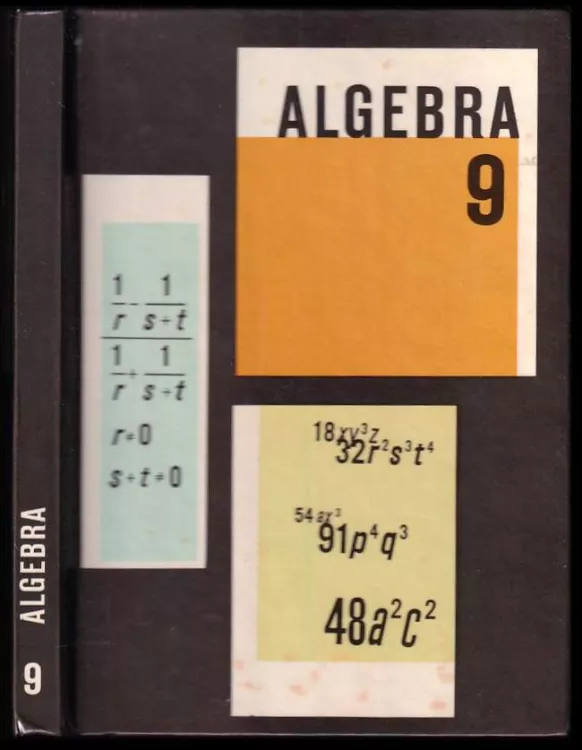 ALGEBRA
9
1/r - 1/s+t
1/r + 1/s+t
r≠0
s+t≠0
18xy³z
32r²s³t⁴
54ax³
91p⁴q³
48a²c²
ALGEBRA
9